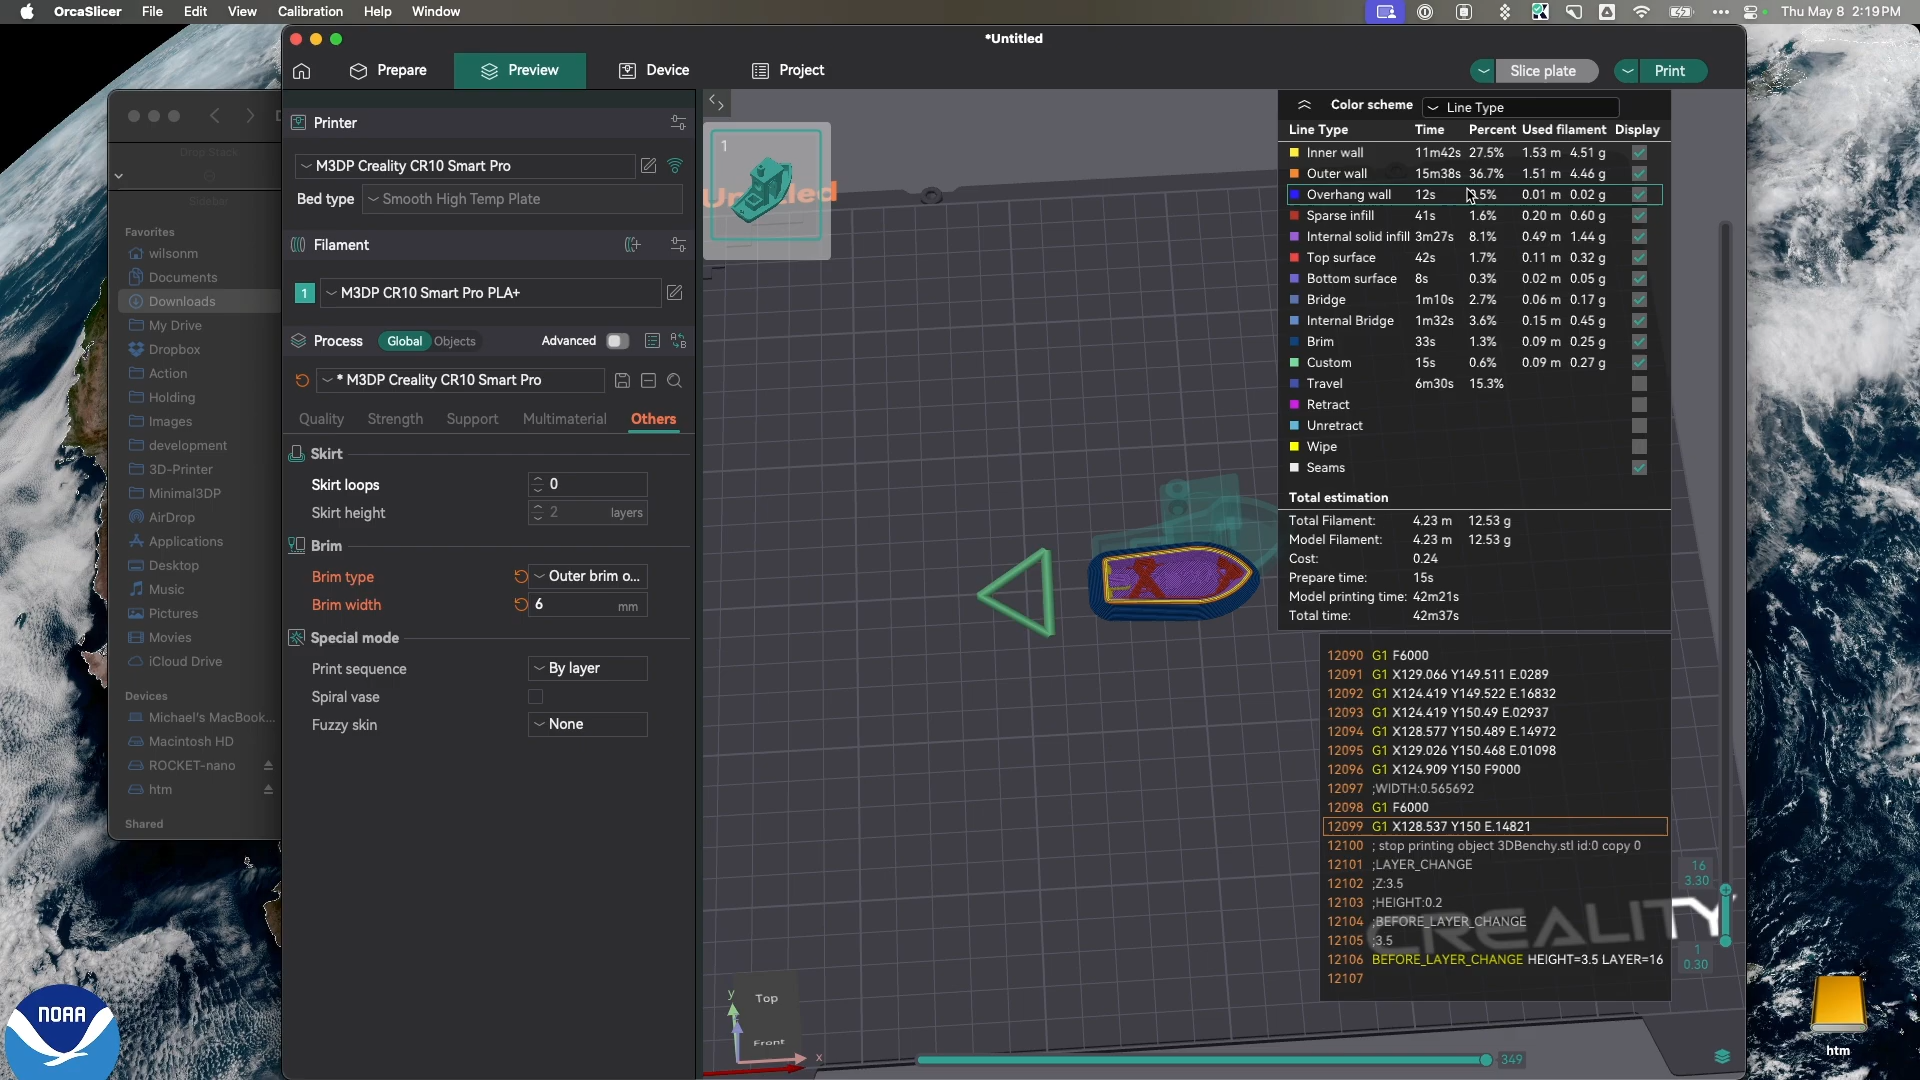 OrcaSlicer File Edit View Calibration Help Window Thu May 8 2:19 PM
*Untitled
Prepare Preview Device Project Slice plate Print
Drop Stack
Sidebar
Favorites
wilsonm
Documents
Downloads
My Drive
Dropbox
Action
Holding
Images
development
3D-Printer
Minimal3DP
AirDrop
Applications
Desktop
Music
Pictures
Movies
iCloud Drive
Devices
Michael's MacBook...
Macintosh HD
ROCKET-nano
htm
Shared
NOAA
Printer
M3DP Creality CR10 Smart Pro
Bed type Smooth High Temp Plate
Filament
1 M3DP CR10 Smart Pro PLA+
Process Global Objects Advanced
* M3DP Creality CR10 Smart Pro
Quality Strength Support Multimaterial Others
Skirt
Skirt loops 0
Skirt height 2 layers
Brim
Brim type Outer brim o...
Brim width 6 mm
Special mode
Print sequence By layer
Spiral vase
Fuzzy skin None
1
Untitled
Color scheme Line Type
Line Type Time Percent Used filament Display
Inner wall 11m42s 27.5% 1.53 m 4.51 g
Outer wall 15m38s 36.7% 1.51 m 4.46 g
Overhang wall 12s 0.5% 0.01 m 0.02 g
Sparse infill 41s 1.6% 0.20 m 0.60 g
Internal solid infill 3m27s 8.1% 0.49 m 1.44 g
Top surface 42s 1.7% 0.11 m 0.32 g
Bottom surface 8s 0.3% 0.02 m 0.05 g
Bridge 1m10s 2.7% 0.06 m 0.17 g
Internal Bridge 1m32s 3.6% 0.15 m 0.45 g
Brim 33s 1.3% 0.09 m 0.25 g
Custom 15s 0.6% 0.09 m 0.27 g
Travel 6m30s 15.3%
Retract
Unretract
Wipe
Seams
Total estimation
Total Filament: 4.23 m 12.53 g
Model Filament: 4.23 m 12.53 g
Cost: 0.24
Prepare time: 15s
Model printing time: 42m21s
Total time: 42m37s
12090 G1 F6000
12091 G1 X129.066 Y149.511 E.0289
12092 G1 X124.419 Y149.522 E.16832
12093 G1 X124.419 Y150.49 E.02937
12094 G1 X128.577 Y150.489 E.14972
12095 G1 X129.026 Y150.468 E.01098
12096 G1 X124.909 Y150 F9000
12097 ;WIDTH:0.565692
12098 G1 F6000
12099 G1 X128.537 Y150 E.14821
12100 ; stop printing object 3DBenchy.stl id:0 copy 0
12101 ;LAYER_CHANGE
12102 ;Z:3.5
12103 ;HEIGHT:0.2
12104 ;BEFORE_LAYER_CHANGE
12105 ;3.5
12106 BEFORE_LAYER_CHANGE HEIGHT=3.5 LAYER=16
12107
CREALITY
16
3.30
1
0.30
y
Top
Front
x
349
htm